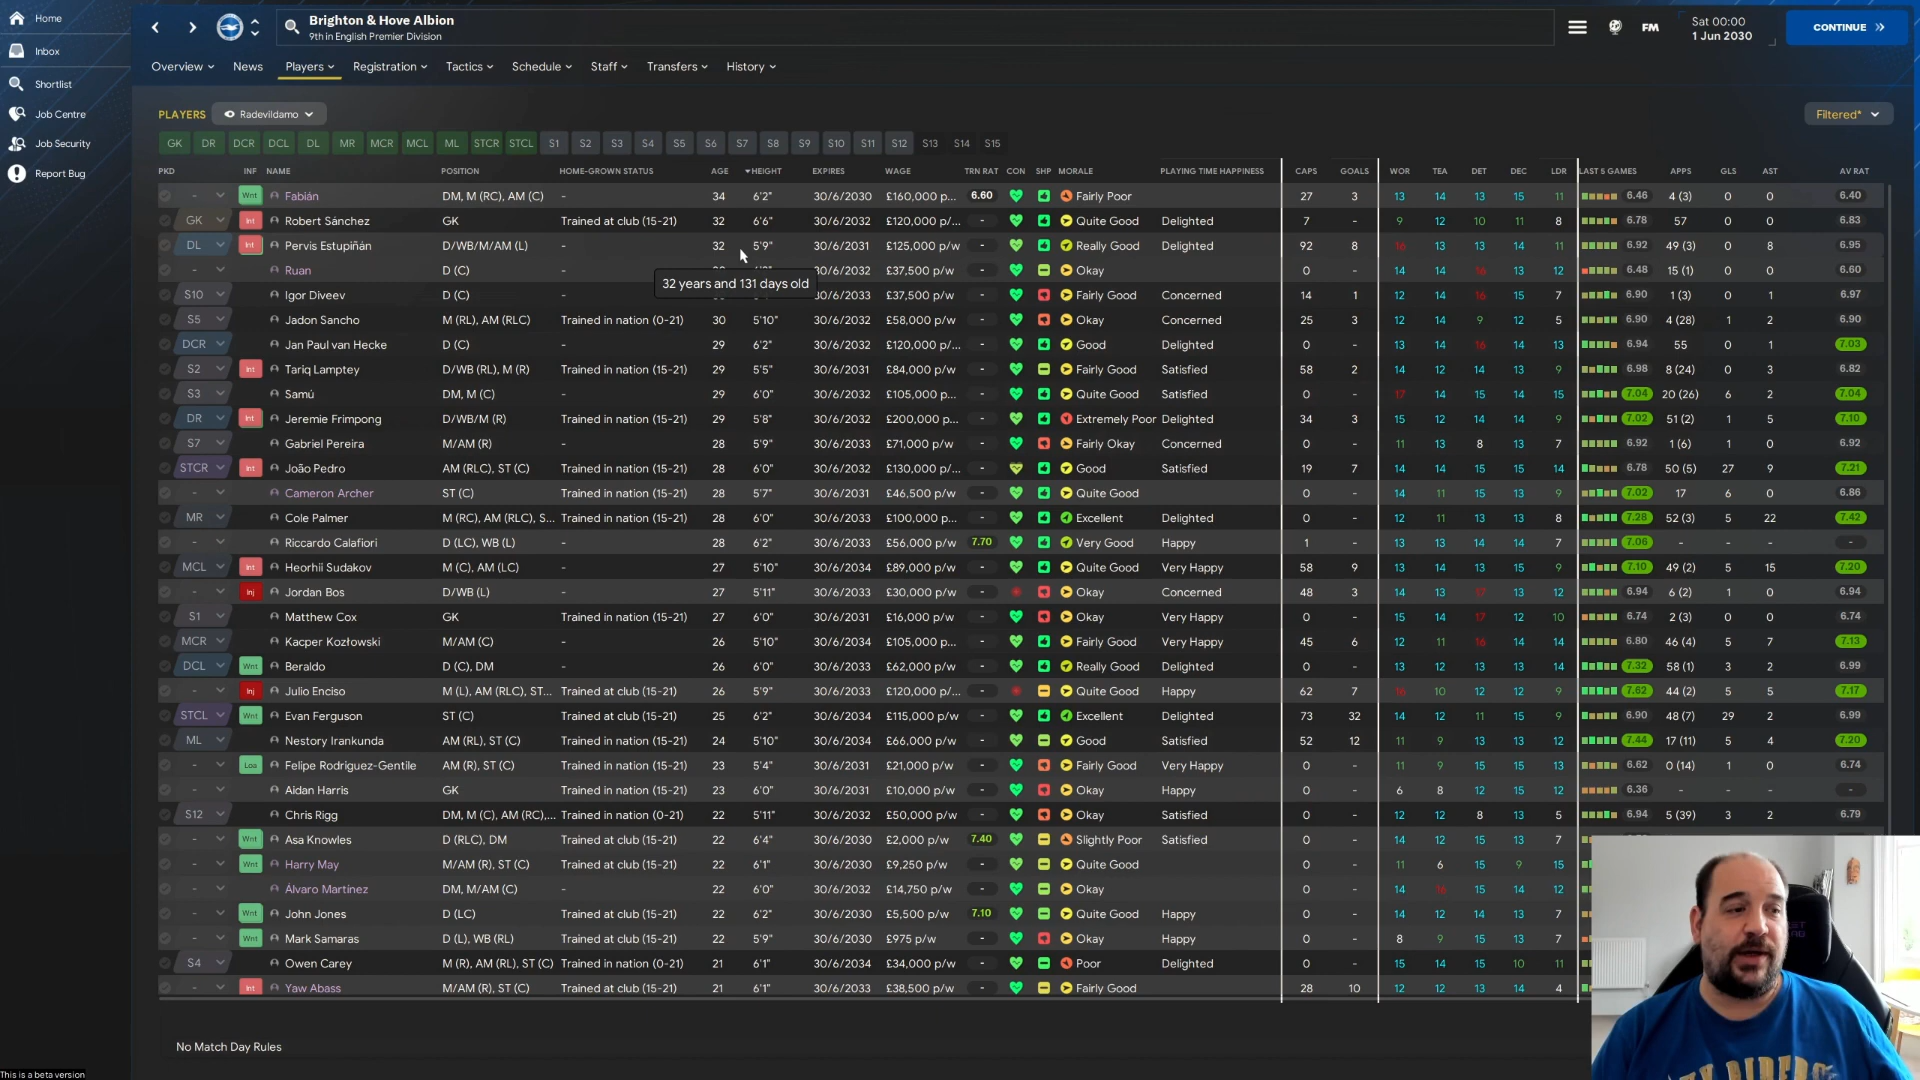 Home
Inbox
Shortlist
Job Centre
Job Security
Report Bug
Brighton & Hove Albion
9th in English Premier Division
FM
Sat 00:00
1 Jun 2030
CONTINUE
Overview News Players Registration Tactics Schedule Staff Transfers History
PLAYERS Radevildamo Filtered*
GK DR DCR DCL DL MR MCR MCL ML STCR STCL S1 S2 S3 S4 S5 S6 S7 S8 S9 S10 S11 S12 S13 S14 S15
PKD INF NAME POSITION HOME-GROWN STATUS AGE HEIGHT EXPIRES WAGE TRN RAT CON SHP MORALE PLAYING TIME HAPPINESS CAPS GOALS WOR TEA DET DEC LDR LAST 5 GAMES APPS GLS AST AV RAT
- Wnt Fabián DM, M (RC), AM (C) - 34 6'2" 30/6/2030 £160,000 p... 6.60 Fairly Poor 27 3 13 14 13 15 11 6.46 4 (3) 0 0 6.40
GK Int Robert Sánchez GK Trained at club (15-21) 32 6'6" 30/6/2032 £120,000 p/... - Quite Good Delighted 7 - 9 12 10 11 8 6.78 57 0 0 6.83
DL Int Pervis Estupiñán D/WB/M/AM (L) - 32 5'9" 30/6/2031 £125,000 p/w - Really Good Delighted 92 8 16 13 13 14 11 6.92 49 (3) 0 8 6.95
- Ruan D (C) - 30/6/2032 £37,500 p/w - Okay 0 - 14 14 16 13 12 6.48 15 (1) 0 0 6.60
32 years and 131 days old
S10 Igor Diveev D (C) - 30/6/2033 £37,500 p/w - Fairly Good Concerned 14 1 12 14 16 15 7 6.90 1 (3) 0 1 6.97
S5 Jadon Sancho M (RL), AM (RLC) Trained in nation (0-21) 30 5'10" 30/6/2032 £58,000 p/w - Okay Concerned 25 3 12 14 9 12 5 6.90 4 (28) 1 2 6.90
DCR Jan Paul van Hecke D (C) - 29 6'2" 30/6/2032 £120,000 p/... - Good Delighted 0 - 13 14 16 14 13 6.94 55 0 1 7.03
S2 Int Tariq Lamptey D/WB (RL), M (R) Trained in nation (15-21) 29 5'5" 30/6/2031 £84,000 p/w - Fairly Good Satisfied 58 2 14 12 14 13 9 6.98 8 (24) 0 3 6.82
S3 Samú DM, M (C) - 29 6'0" 30/6/2032 £105,000 p... - Quite Good Satisfied 0 - 17 14 15 14 15 7.04 20 (26) 6 2 7.04
DR Int Jeremie Frimpong D/WB/M (R) Trained in nation (15-21) 29 5'8" 30/6/2032 £200,000 p... - Extremely Poor Delighted 34 3 15 12 14 14 9 7.02 51 (2) 1 5 7.10
S7 Gabriel Pereira M/AM (R) - 28 5'9" 30/6/2033 £71,000 p/w - Fairly Okay Concerned 0 - 11 13 8 13 7 6.92 1 (6) 1 0 6.92
STCR Int João Pedro AM (RLC), ST (C) Trained in nation (15-21) 28 6'0" 30/6/2032 £130,000 p/... - Good Satisfied 19 7 14 14 15 15 14 6.78 50 (5) 27 9 7.21
- Cameron Archer ST (C) Trained in nation (15-21) 28 5'7" 30/6/2031 £46,500 p/w - Quite Good 0 - 14 11 15 13 9 7.02 17 6 0 6.86
MR Cole Palmer M (RC), AM (RLC), S... Trained in nation (15-21) 28 6'0" 30/6/2033 £100,000 p... - Excellent Delighted 0 - 12 11 13 13 8 7.28 52 (3) 5 22 7.42
- Riccardo Calafiori D (LC), WB (L) - 28 6'2" 30/6/2033 £56,000 p/w 7.70 Very Good Happy 1 - 13 13 14 14 7 7.06 - - - -
MCL Int Heorhii Sudakov M (C), AM (LC) - 27 5'10" 30/6/2034 £89,000 p/w - Quite Good Very Happy 58 9 13 14 13 15 9 7.10 49 (2) 5 15 7.20
- Inj Jordan Bos D/WB (L) - 27 5'11" 30/6/2032 £30,000 p/w - Okay Concerned 48 3 14 13 17 13 12 6.94 6 (2) 1 0 6.94
S1 Matthew Cox GK Trained in nation (15-21) 27 6'0" 30/6/2031 £16,000 p/w - Okay Very Happy 0 - 15 14 17 12 10 6.74 2 (3) 0 0 6.74
MCR Kacper Kozłowski M/AM (C) - 26 5'10" 30/6/2034 £105,000 p/w - Fairly Good Very Happy 45 6 12 11 16 14 14 6.80 46 (4) 5 7 7.13
DCL Wnt Beraldo D (C), DM - 26 6'0" 30/6/2033 £62,000 p/w - Really Good Delighted 0 - 13 12 13 13 14 7.32 58 (1) 3 2 6.99
- Inj Julio Enciso M (L), AM (RLC), ST... Trained at club (15-21) 26 5'9" 30/6/2033 £120,000 p/... - Quite Good Happy 62 7 16 10 12 12 9 7.62 44 (2) 5 5 7.17
STCL Wnt Evan Ferguson ST (C) Trained at club (15-21) 25 6'2" 30/6/2034 £115,000 p/w - Excellent Delighted 73 32 14 12 11 15 9 6.90 48 (7) 29 2 6.99
ML Nestory Irankunda AM (RL), ST (C) Trained in nation (15-21) 24 5'10" 30/6/2034 £66,000 p/w - Good Satisfied 52 12 11 9 13 13 12 7.44 17 (11) 5 4 7.20
- Loa Felipe Rodríguez-Gentile AM (R), ST (C) Trained in nation (15-21) 23 5'4" 30/6/2033 £21,000 p/w - Fairly Good Very Happy 0 - 11 9 15 15 13 6.62 0 (14) 1 0 6.74
- Aidan Harris GK Trained in nation (15-21) 23 6'0" 30/6/2031 £10,000 p/w - Okay Happy 0 - 6 8 12 15 12 6.36 - - - -
S12 Chris Rigg DM, M (C), AM (RC),... Trained in nation (0-21) 22 5'11" 30/6/2032 £50,000 p/w - Okay Satisfied 0 - 12 12 8 13 5 6.94 5 (39) 3 2 6.79
- Wnt Asa Knowles D (RLC), DM Trained at club (15-21) 22 6'4" 30/6/2030 £2,000 p/w 7.40 Slightly Poor Satisfied 0 - 14 12 15 13 7
- Wnt Harry May M/AM (R), ST (C) Trained at club (15-21) 22 6'1" 30/6/2030 £9,250 p/w - Quite Good 0 - 11 6 15 9 15
- Álvaro Martínez DM, M/AM (C) - 22 6'0" 30/6/2032 £14,750 p/w - Okay 0 - 14 16 15 14 12
- Wnt John Jones D (LC) Trained at club (15-21) 22 6'2" 30/6/2030 £5,500 p/w 7.10 Quite Good Happy 0 - 14 12 14 13 7
- Wnt Mark Samaras D (L), WB (RL) Trained at club (15-21) 22 5'9" 30/6/2030 £975 p/w - Okay Happy 0 - 8 9 15 13 7
S4 Owen Carey M (R), AM (RL), ST (C) Trained in nation (0-21) 21 6'1" 30/6/2034 £34,000 p/w - Poor Delighted 0 - 15 14 15 10 11
- Int Yaw Abass M/AM (R), ST (C) Trained at club (15-21) 21 6'1" 30/6/2033 £38,500 p/w - Fairly Good 28 10 12 12 13 14 4
No Match Day Rules
This is a beta version